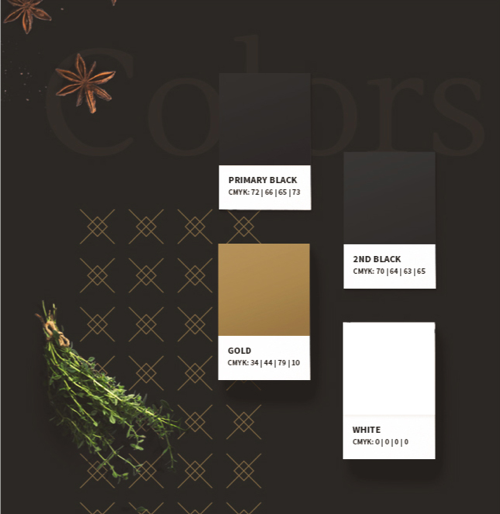 Colors
PRIMARY BLACK
CMYK: 72 | 66 | 65 | 73
2ND BLACK
CMYK: 70 | 64 | 63 | 65
GOLD
CMYK: 34 | 44 | 79 | 10
WHITE
CMYK: 0 | 0 | 0 | 0